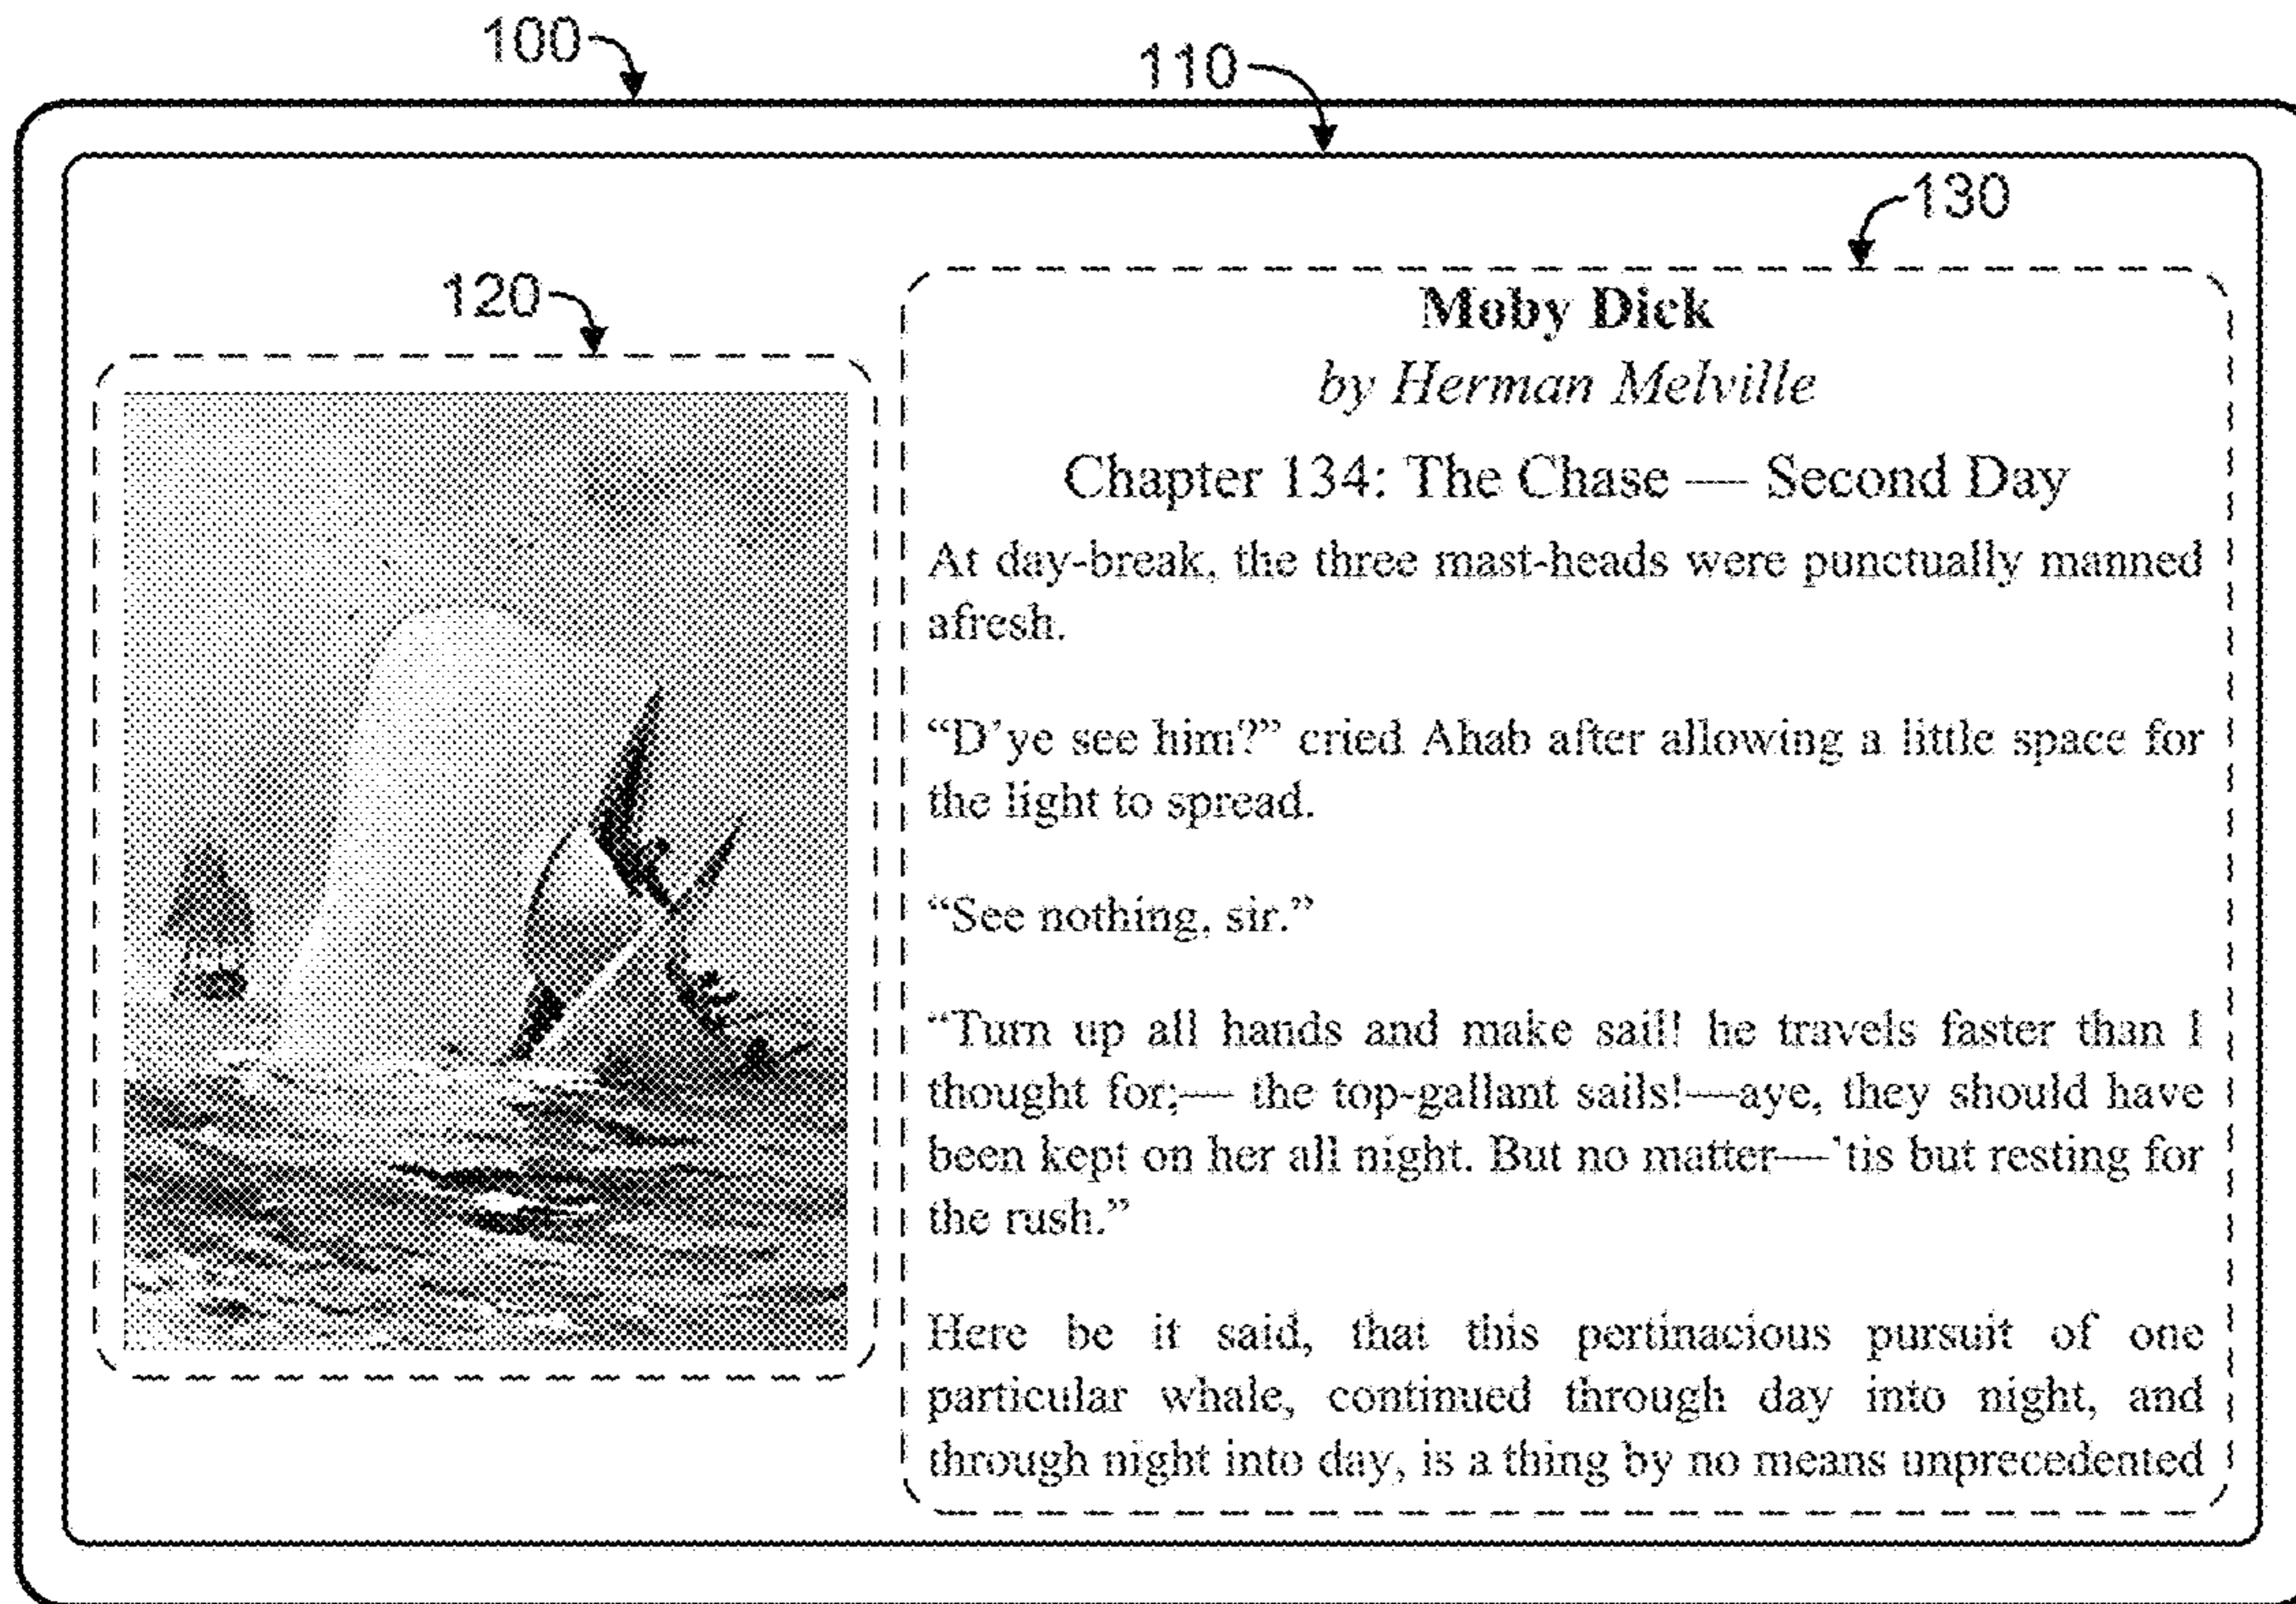 100
110
130
120
Moby Dick
by Herman Melville
Chapter 134: The Chase — Second Day
At day-break, the three mast-heads were punctually manned
afresh.
“D’ye see him?” cried Ahab after allowing a little space for
the light to spread.
“See nothing, sir.”
“Turn up all hands and make sail! he travels faster than I
thought for;— the top-gallant sails!—aye, they should have
been kept on her all night. But no matter—’tis but resting for
the rush.”
Here be it said, that this pertinacious pursuit of one
particular whale, continued through day into night, and
through night into day, is a thing by no means unprecedented